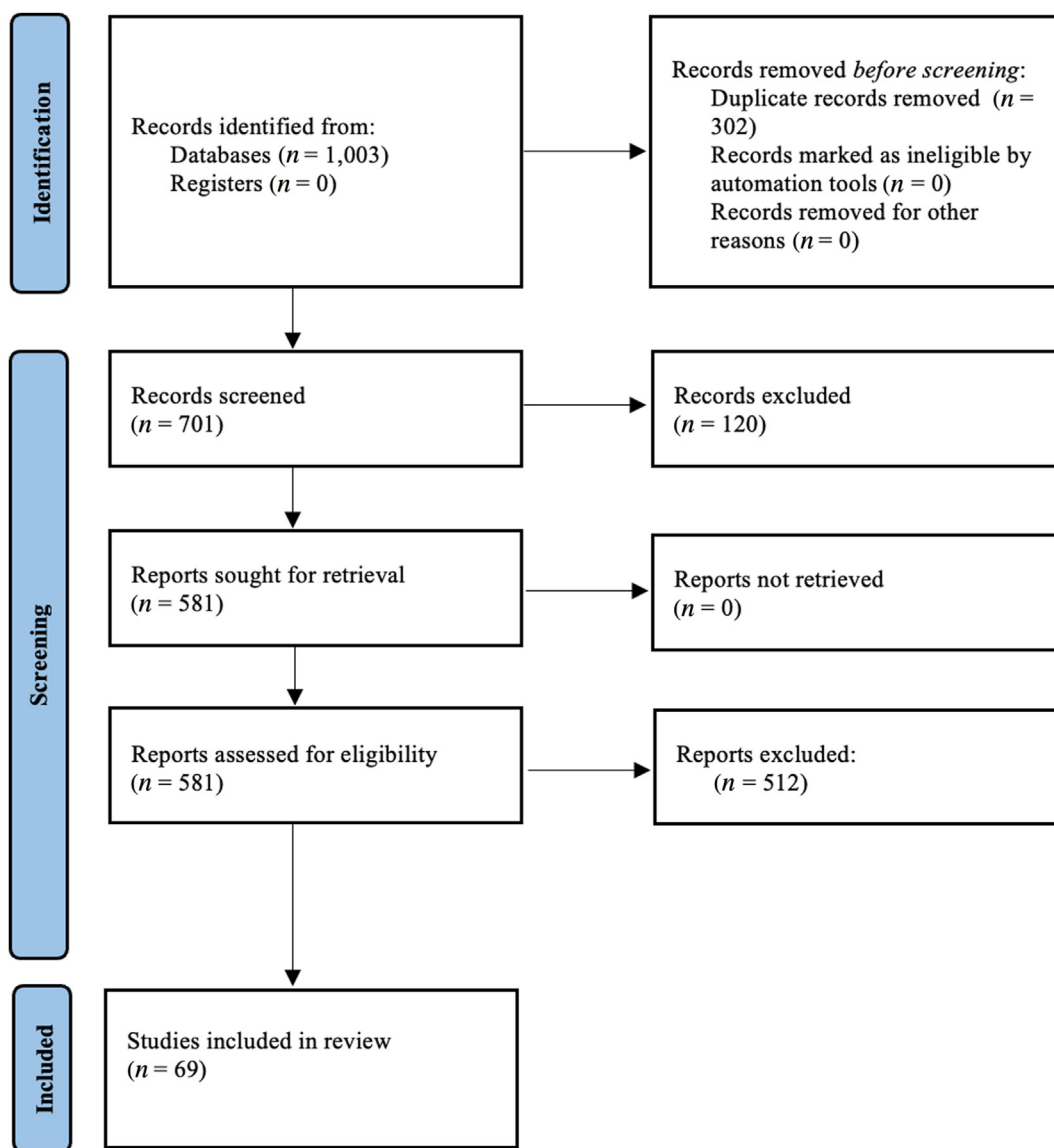 Identification
Records identified from:
Databases (n = 1,003)
Registers (n = 0)
Records removed before screening:
Duplicate records removed (n =
302)
Records marked as ineligible by
automation tools (n = 0)
Records removed for other
reasons (n = 0)
Screening
Records screened
(n = 701)
Records excluded
(n = 120)
Reports sought for retrieval
(n = 581)
Reports not retrieved
(n = 0)
Reports assessed for eligibility
(n = 581)
Reports excluded:
(n = 512)
Included
Studies included in review
(n = 69)